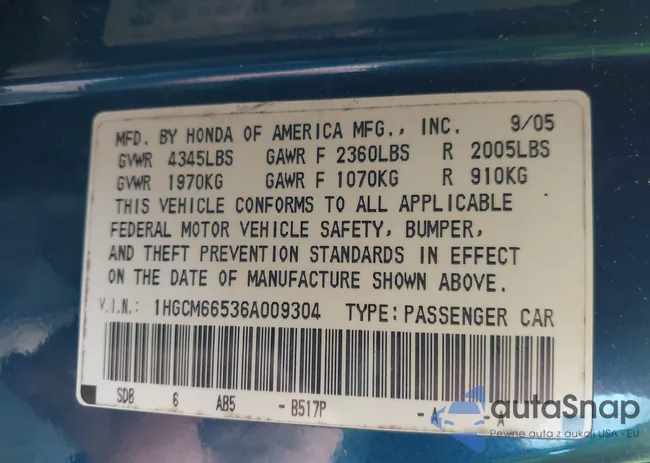 MFD. BY HONDA OF AMERICA MFG., INC. 9/05
GVWR 4345LBS GAWR F 2360LBS R 2005LBS
GVWR 1970KG GAWR F 1070KG R 910KG
THIS VEHICLE CONFORMS TO ALL APPLICABLE
FEDERAL MOTOR VEHICLE SAFETY, BUMPER,
AND THEFT PREVENTION STANDARDS IN EFFECT
ON THE DATE OF MANUFACTURE SHOWN ABOVE.
V.I.N.: 1HGCM66536A009304 TYPE: PASSENGER CAR
SDB 6 AB5 - B517P - A A
autaSnap
Pewne auta z aukcji USA i EU